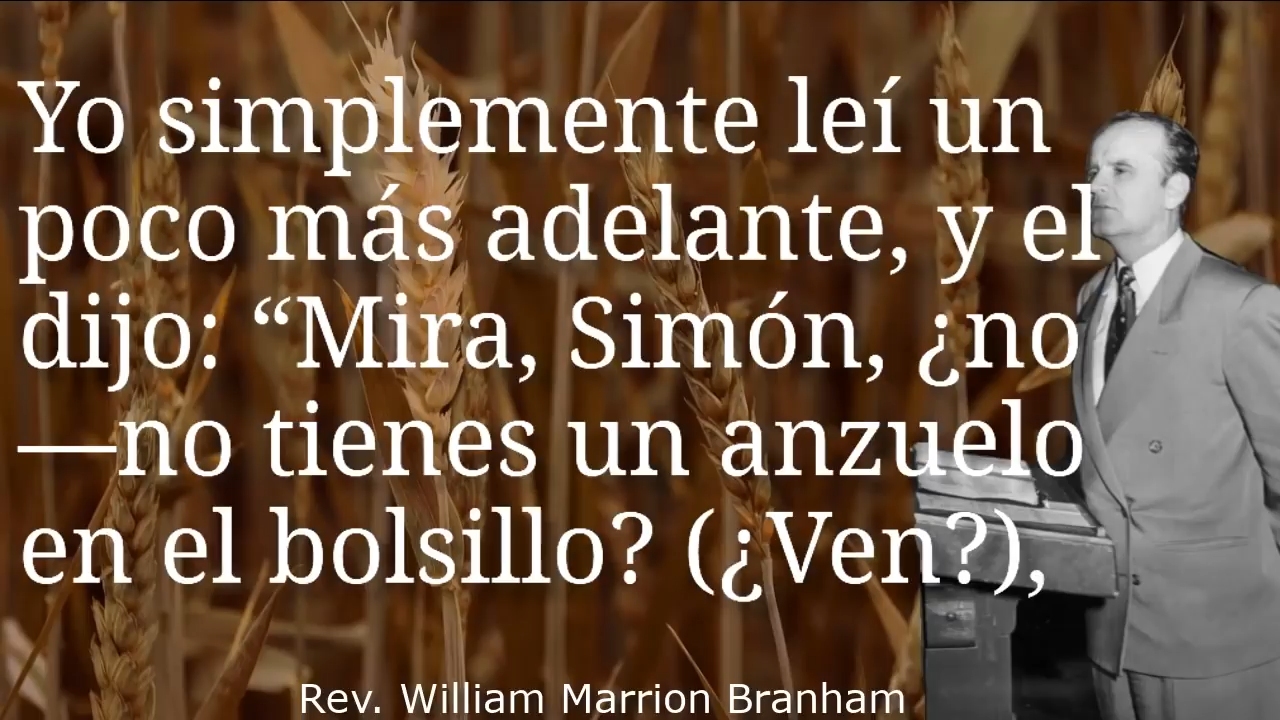 Yo simplemente leí un
poco más adelante, y el
dijo: “Mira, Simón, ¿no
—no tienes un anzuelo
en el bolsillo? (¿Ven?),
Rev. William Marrion Branham